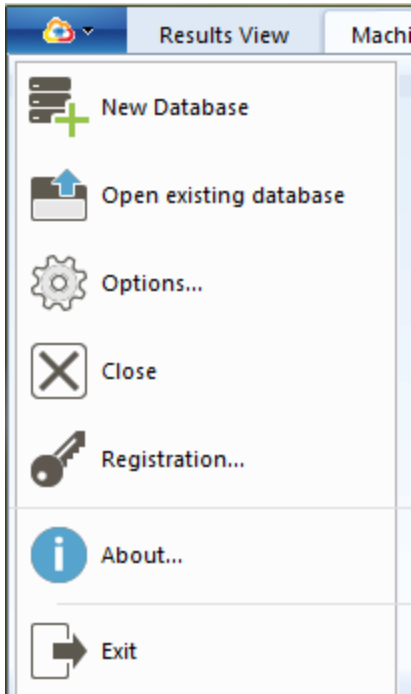 Results View
Machi
New Database
Open existing database
Options...
Close
Registration...
About...
Exit